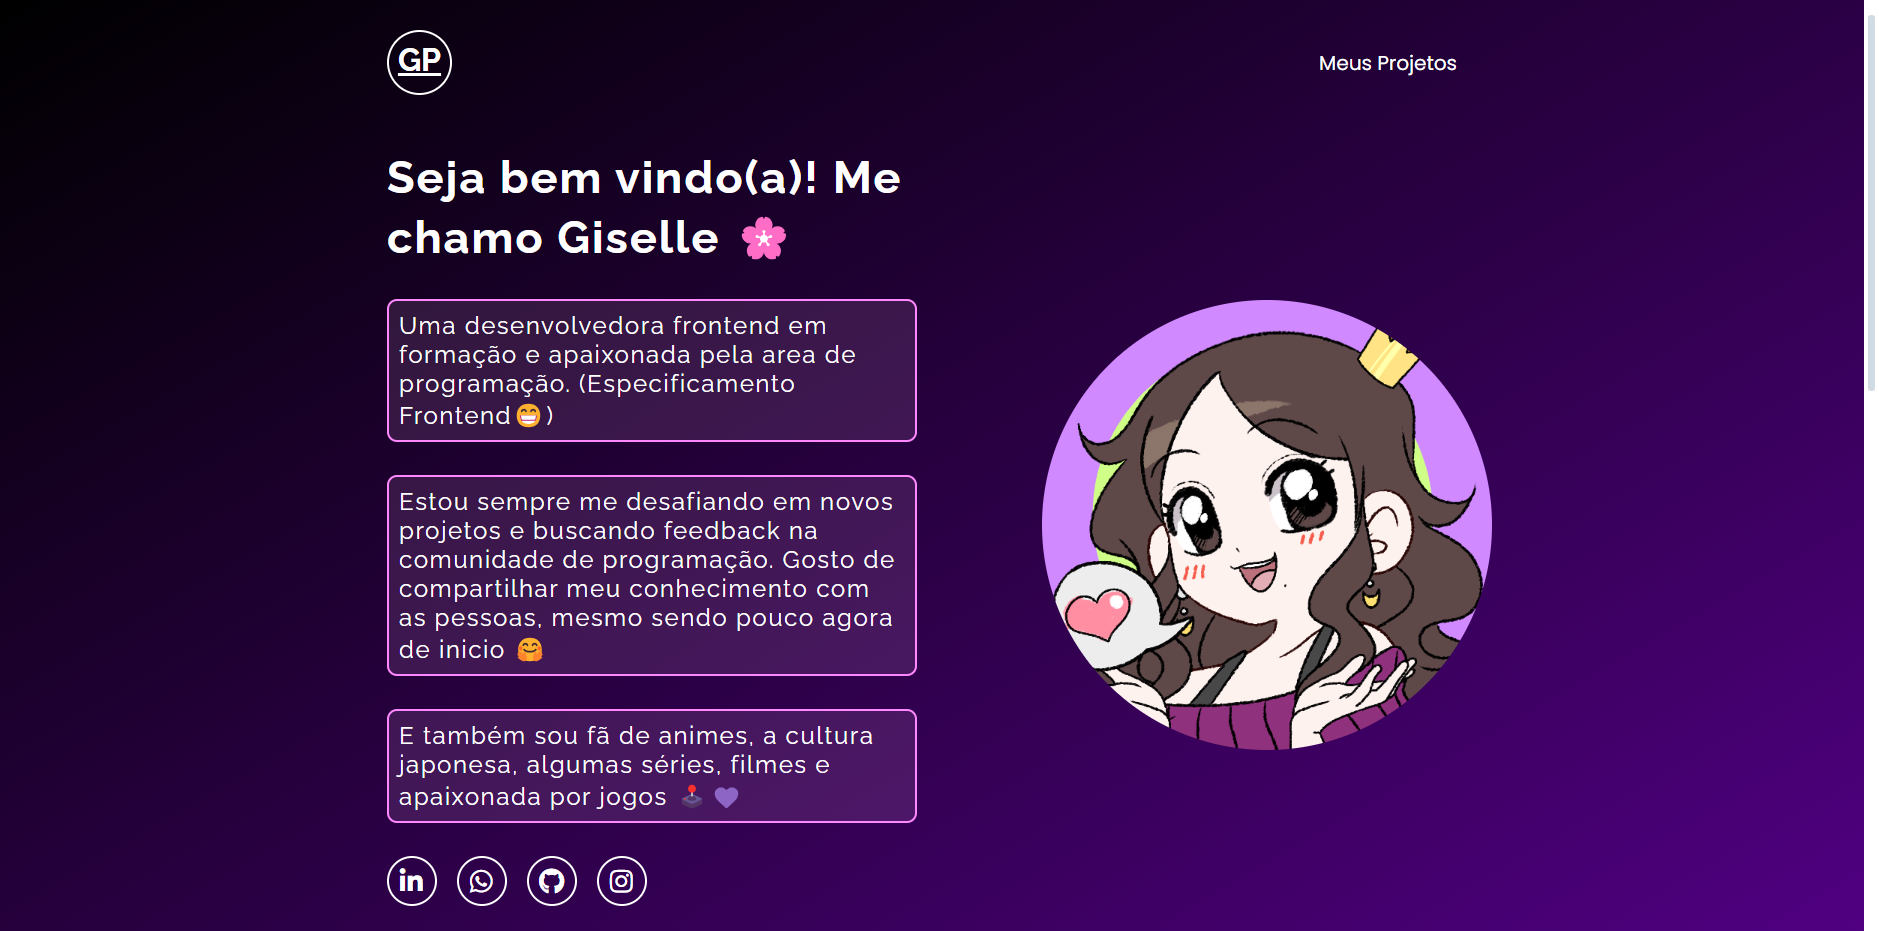 GP
Meus Projetos
Seja bem vindo(a)! Me
chamo Giselle 🌸
Uma desenvolvedora frontend em
formação e apaixonada pela area de
programação. (Especificamento
Frontend😁)
Estou sempre me desafiando em novos
projetos e buscando feedback na
comunidade de programação. Gosto de
compartilhar meu conhecimento com
as pessoas, mesmo sendo pouco agora
de inicio 🤗
E também sou fã de animes, a cultura
japonesa, algumas séries, filmes e
apaixonada por jogos 🕹️ 💜
in